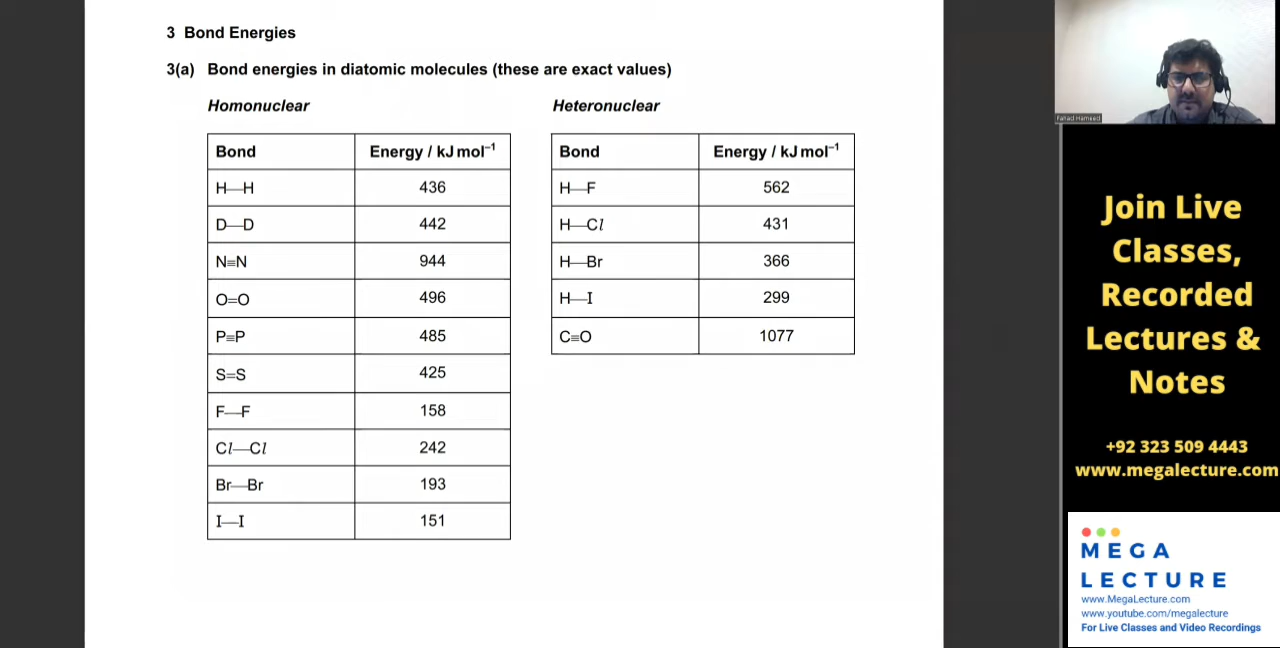 3 Bond Energies
3(a) Bond energies in diatomic molecules (these are exact values)
Homonuclear
Bond Energy / kJ mol⁻¹
H—H 436
D—D 442
N≡N 944
O=O 496
P≡P 485
S=S 425
F—F 158
Cl—Cl 242
Br—Br 193
I—I 151
Heteronuclear
Bond Energy / kJ mol⁻¹
H—F 562
H—Cl 431
H—Br 366
H—I 299
C≡O 1077
Fahad Hameed
Join Live
Classes,
Recorded
Lectures &
Notes
+92 323 509 4443
www.megalecture.com
MEGA
LECTURE
www.MegaLecture.com
www.youtube.com/megalecture
For Live Classes and Video Recordings